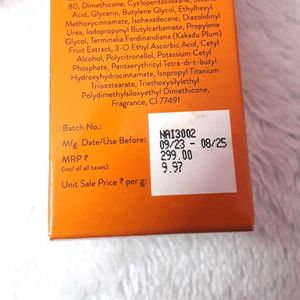 80, Dimethicone, Cyclopentasiloxane,
Acid, Glycerin, Butylene Glycol, Ethylhexyl
Methoxycinnamate, Isohexadecane, Diazolidinyl
Urea, Iodopropynyl Butylcarbamate, Propylene
Glycol, Terminalia Ferdinandiana (Kakadu Plum)
Fruit Extract, 3-O Ethyl Ascorbic Acid, Cetyl
Alcohol, Polycitronellol, Potassium Cetyl
Phosphate, Pentaerythrityl Tetra-di-t-butyl
Hydroxyhydrocinnamate, Isopropyl Titanium
Triisostearate, Triethoxysilylethyl
Polydimethylsiloxyethyl Dimethicone,
Fragrance, CI 77491
Batch No.: NAI3002
Mfg. Date/Use Before: 09/23 - 08/25
MRP ₹ 299.00
(incl of all taxes):
Unit Sale Price ₹ per g: 9.97